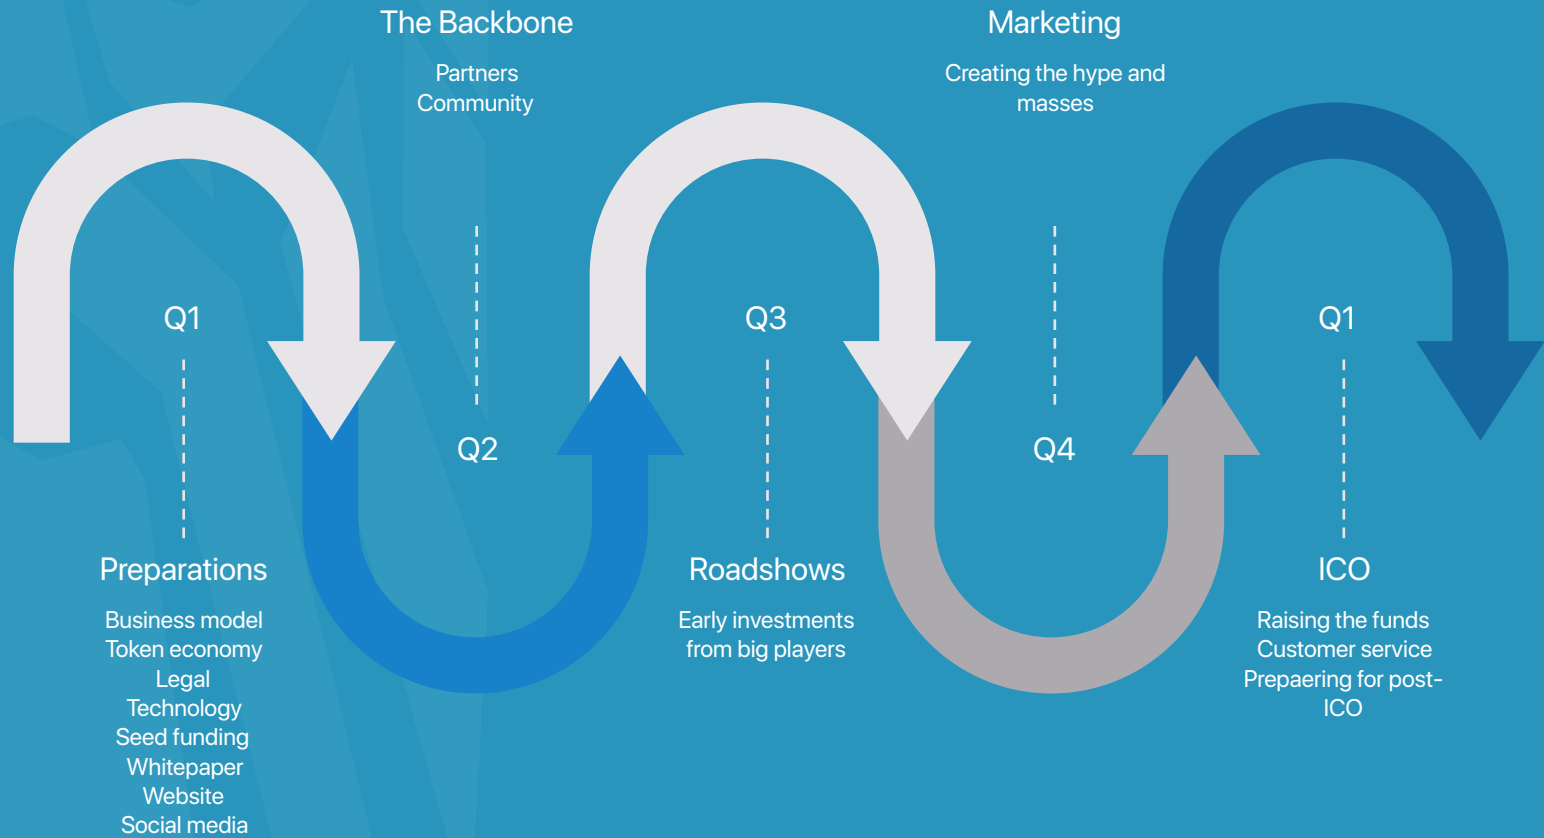 The Backbone
Partners
Community
Marketing
Creating the hype and
masses
Q1
Q2
Q3
Q4
Q1
Preparations
Business model
Token economy
Legal
Technology
Seed funding
Whitepaper
Website
Social media
Roadshows
Early investments
from big players
ICO
Raising the funds
Customer service
Prepaering for post-
ICO